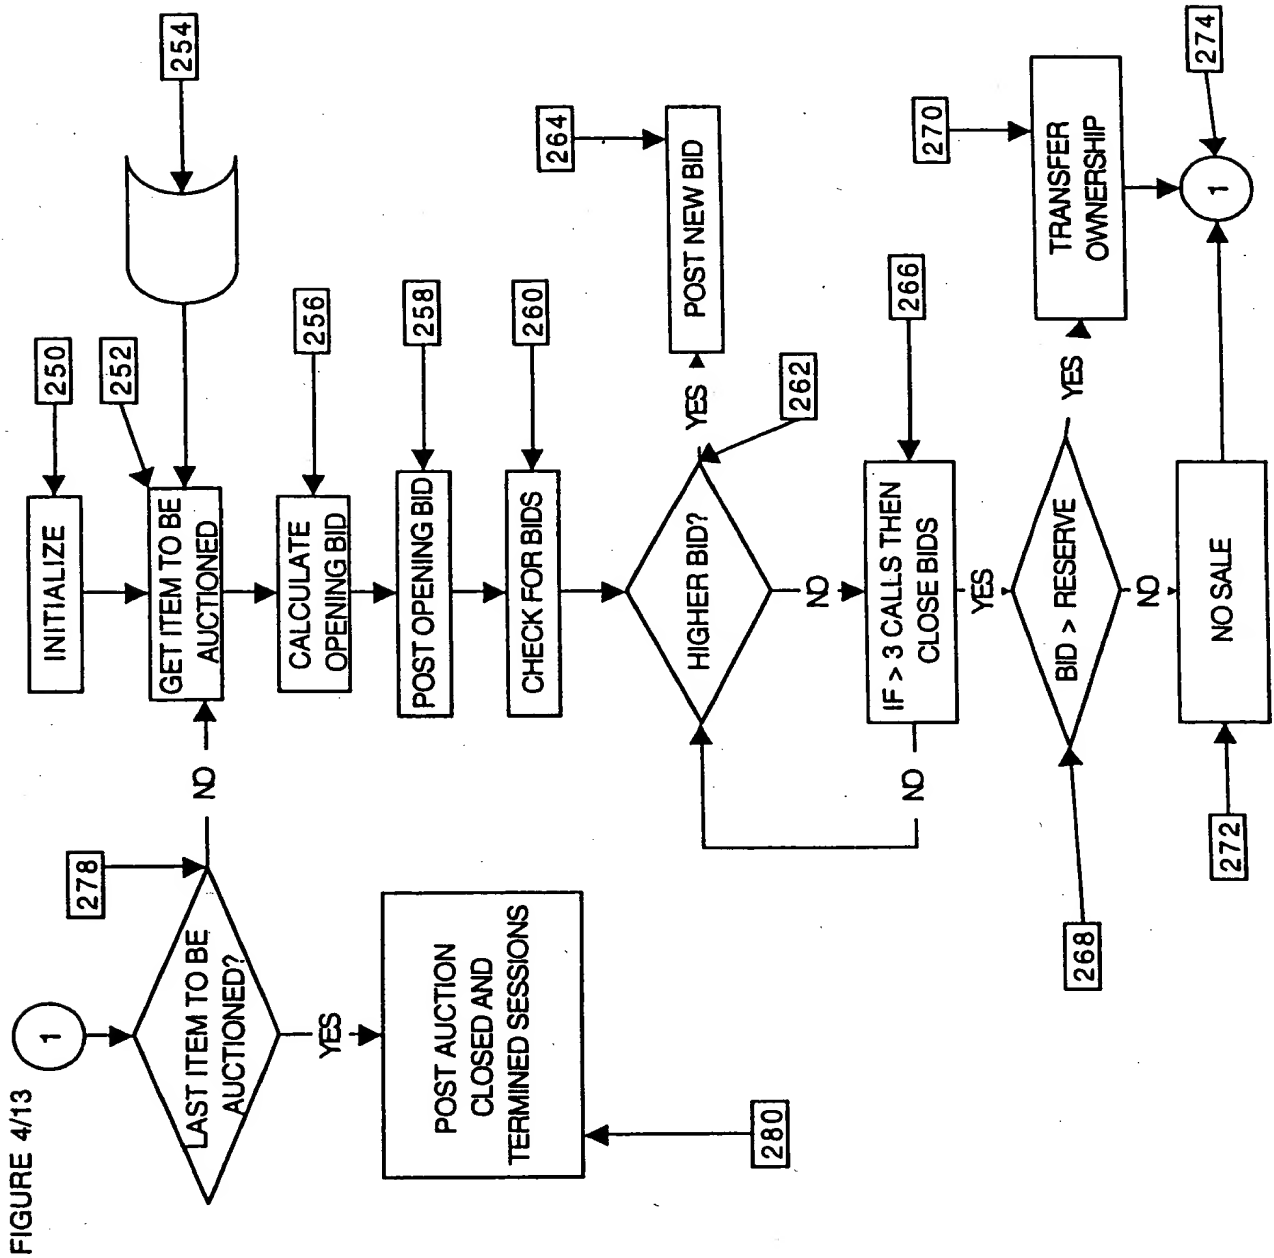 FIGURE 4/13
1
278
LAST ITEM TO BE
AUCTIONED?
NO
YES
POST AUCTION
CLOSED AND
TERMINED SESSIONS
280
INITIALIZE
250
252
GET ITEM TO BE
AUCTIONED
254
CALCULATE
OPENING BID
256
POST OPENING BID
258
CHECK FOR BIDS
260
HIGHER BID?
262
YES
POST NEW BID
264
NO
IF > 3 CALLS THEN
CLOSE BIDS
266
NO
YES
BID > RESERVE
268
YES
TRANSFER
OWNERSHIP
270
NO
NO SALE
272
1
274